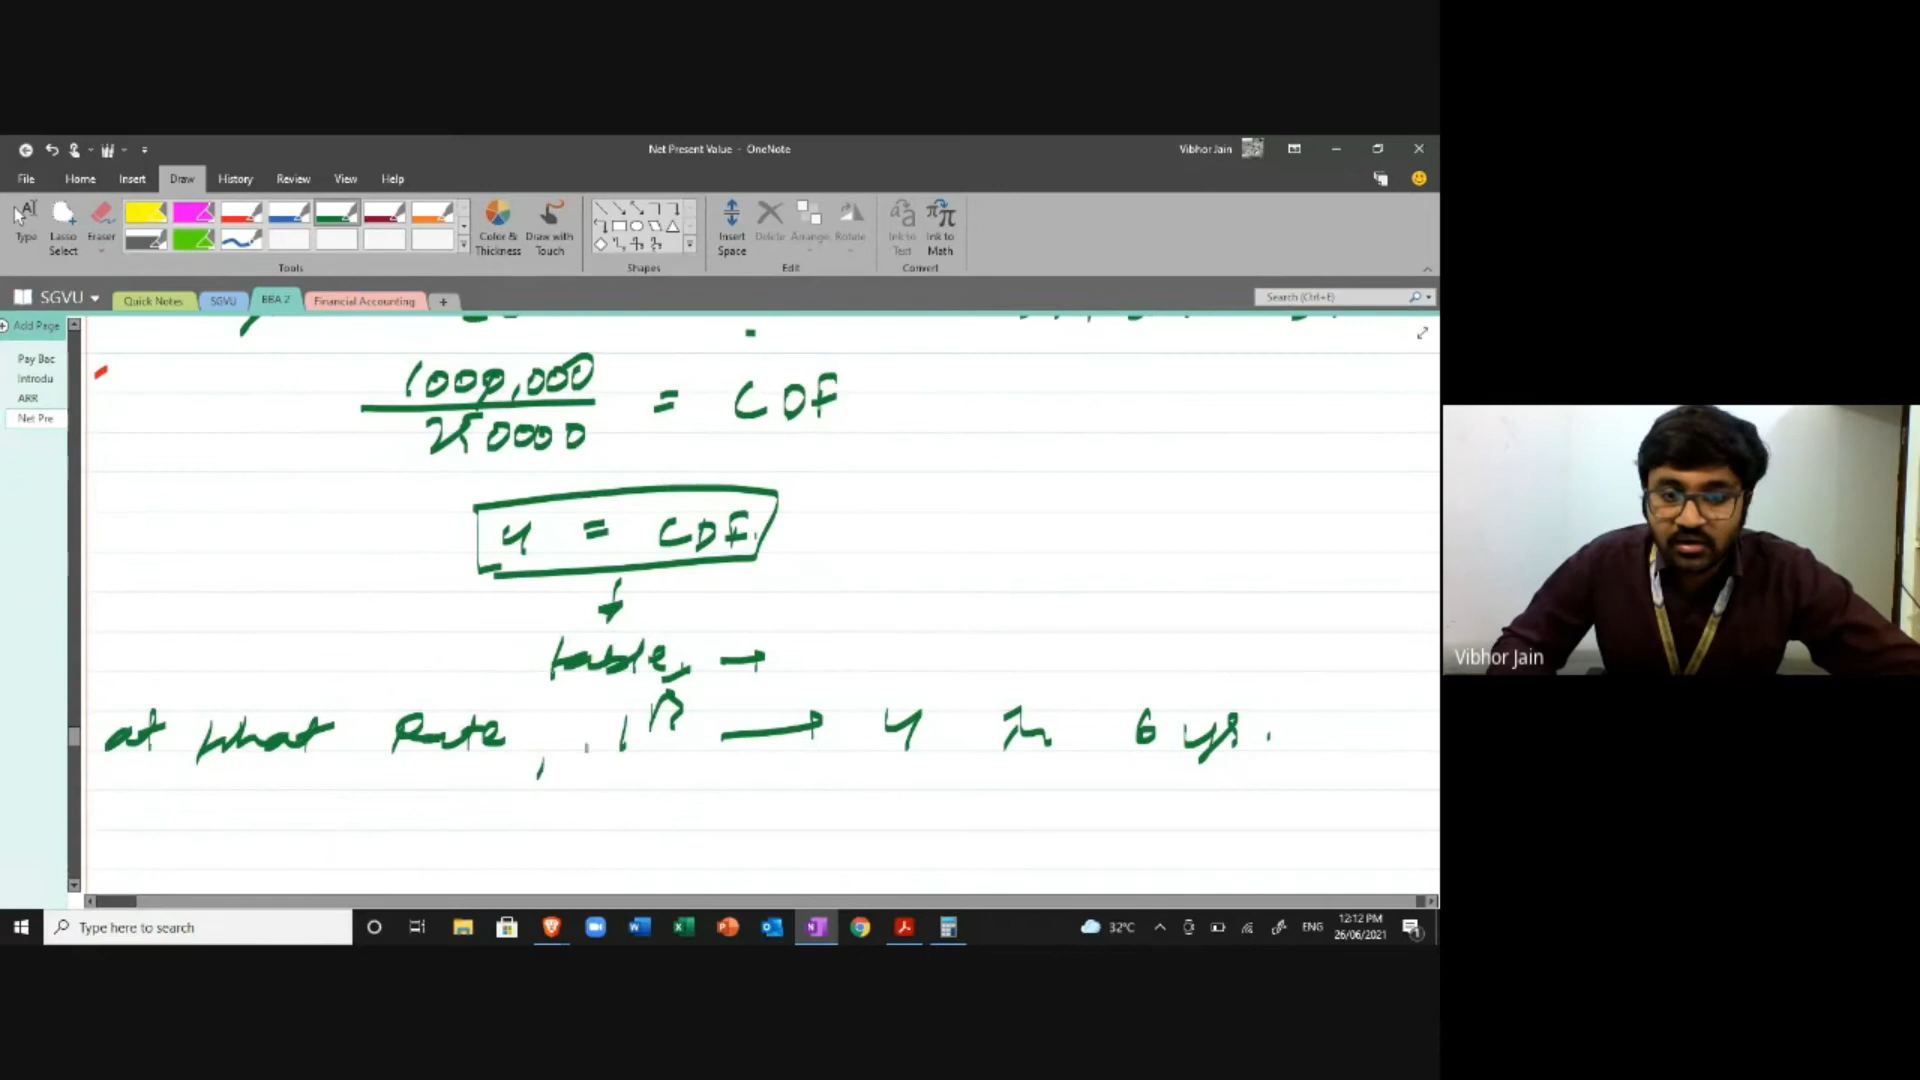 Net Present Value - OneNote
Vibhor Jain
File Home Insert Draw History Review View Help
Type
Lasso Select
Eraser
Color & Thickness
Draw with Touch
Insert Space
Delete
Arrange
Rotate
Ink to Text
Ink to Math
Tools
Shapes
Edit
Convert
SGVU
Quick Notes
SGVU
BBA 2
Financial Accounting
+
Search (Ctrl+E)
Add Page
Pay Bac
Introdu
ARR
Net Pre
1000,000
250000
= CDF
4 = CDF.
table, →
at what Rate, 1 → 4 in 6 yrs.
Vibhor Jain
Type here to search
32°C
ENG
12:12 PM
26/06/2021